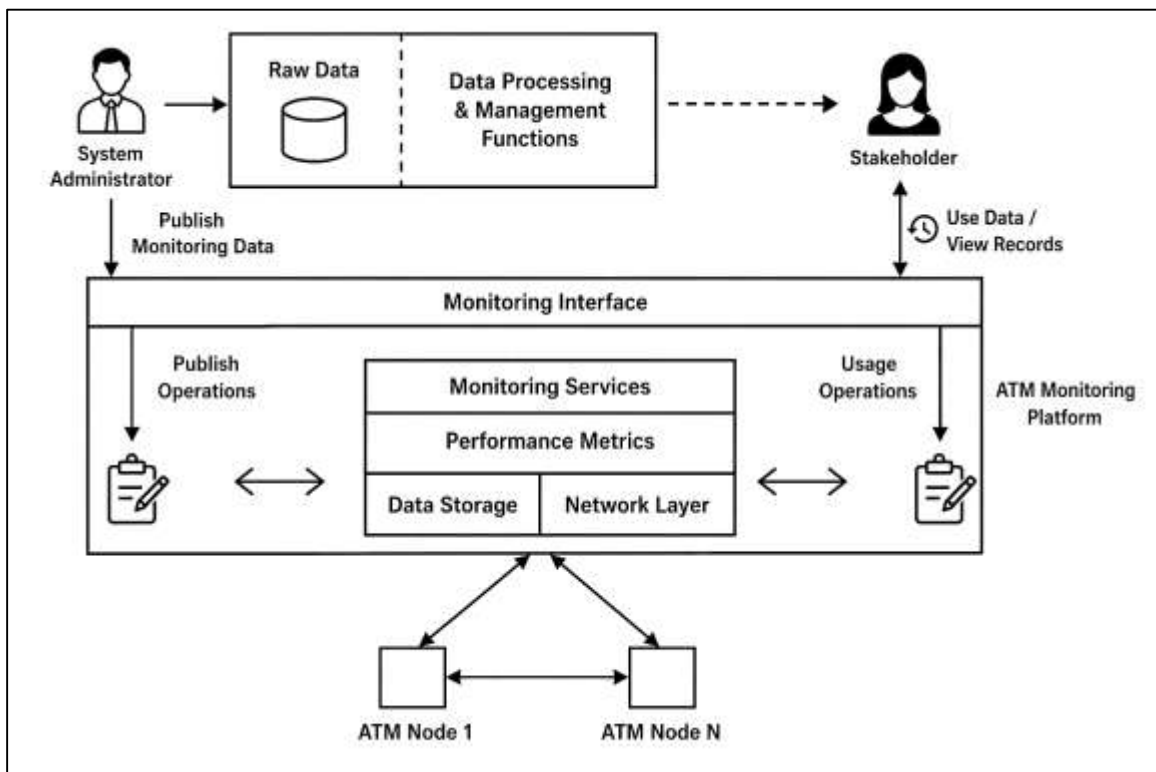 Raw Data
Data Processing
& Management
Functions
System
Administrator
Stakeholder
Publish
Monitoring Data
Use Data /
View Records
Monitoring Interface
Publish
Operations
Monitoring Services
Performance Metrics
Data Storage
Network Layer
Usage
Operations
ATM Monitoring
Platform
ATM Node 1
ATM Node N